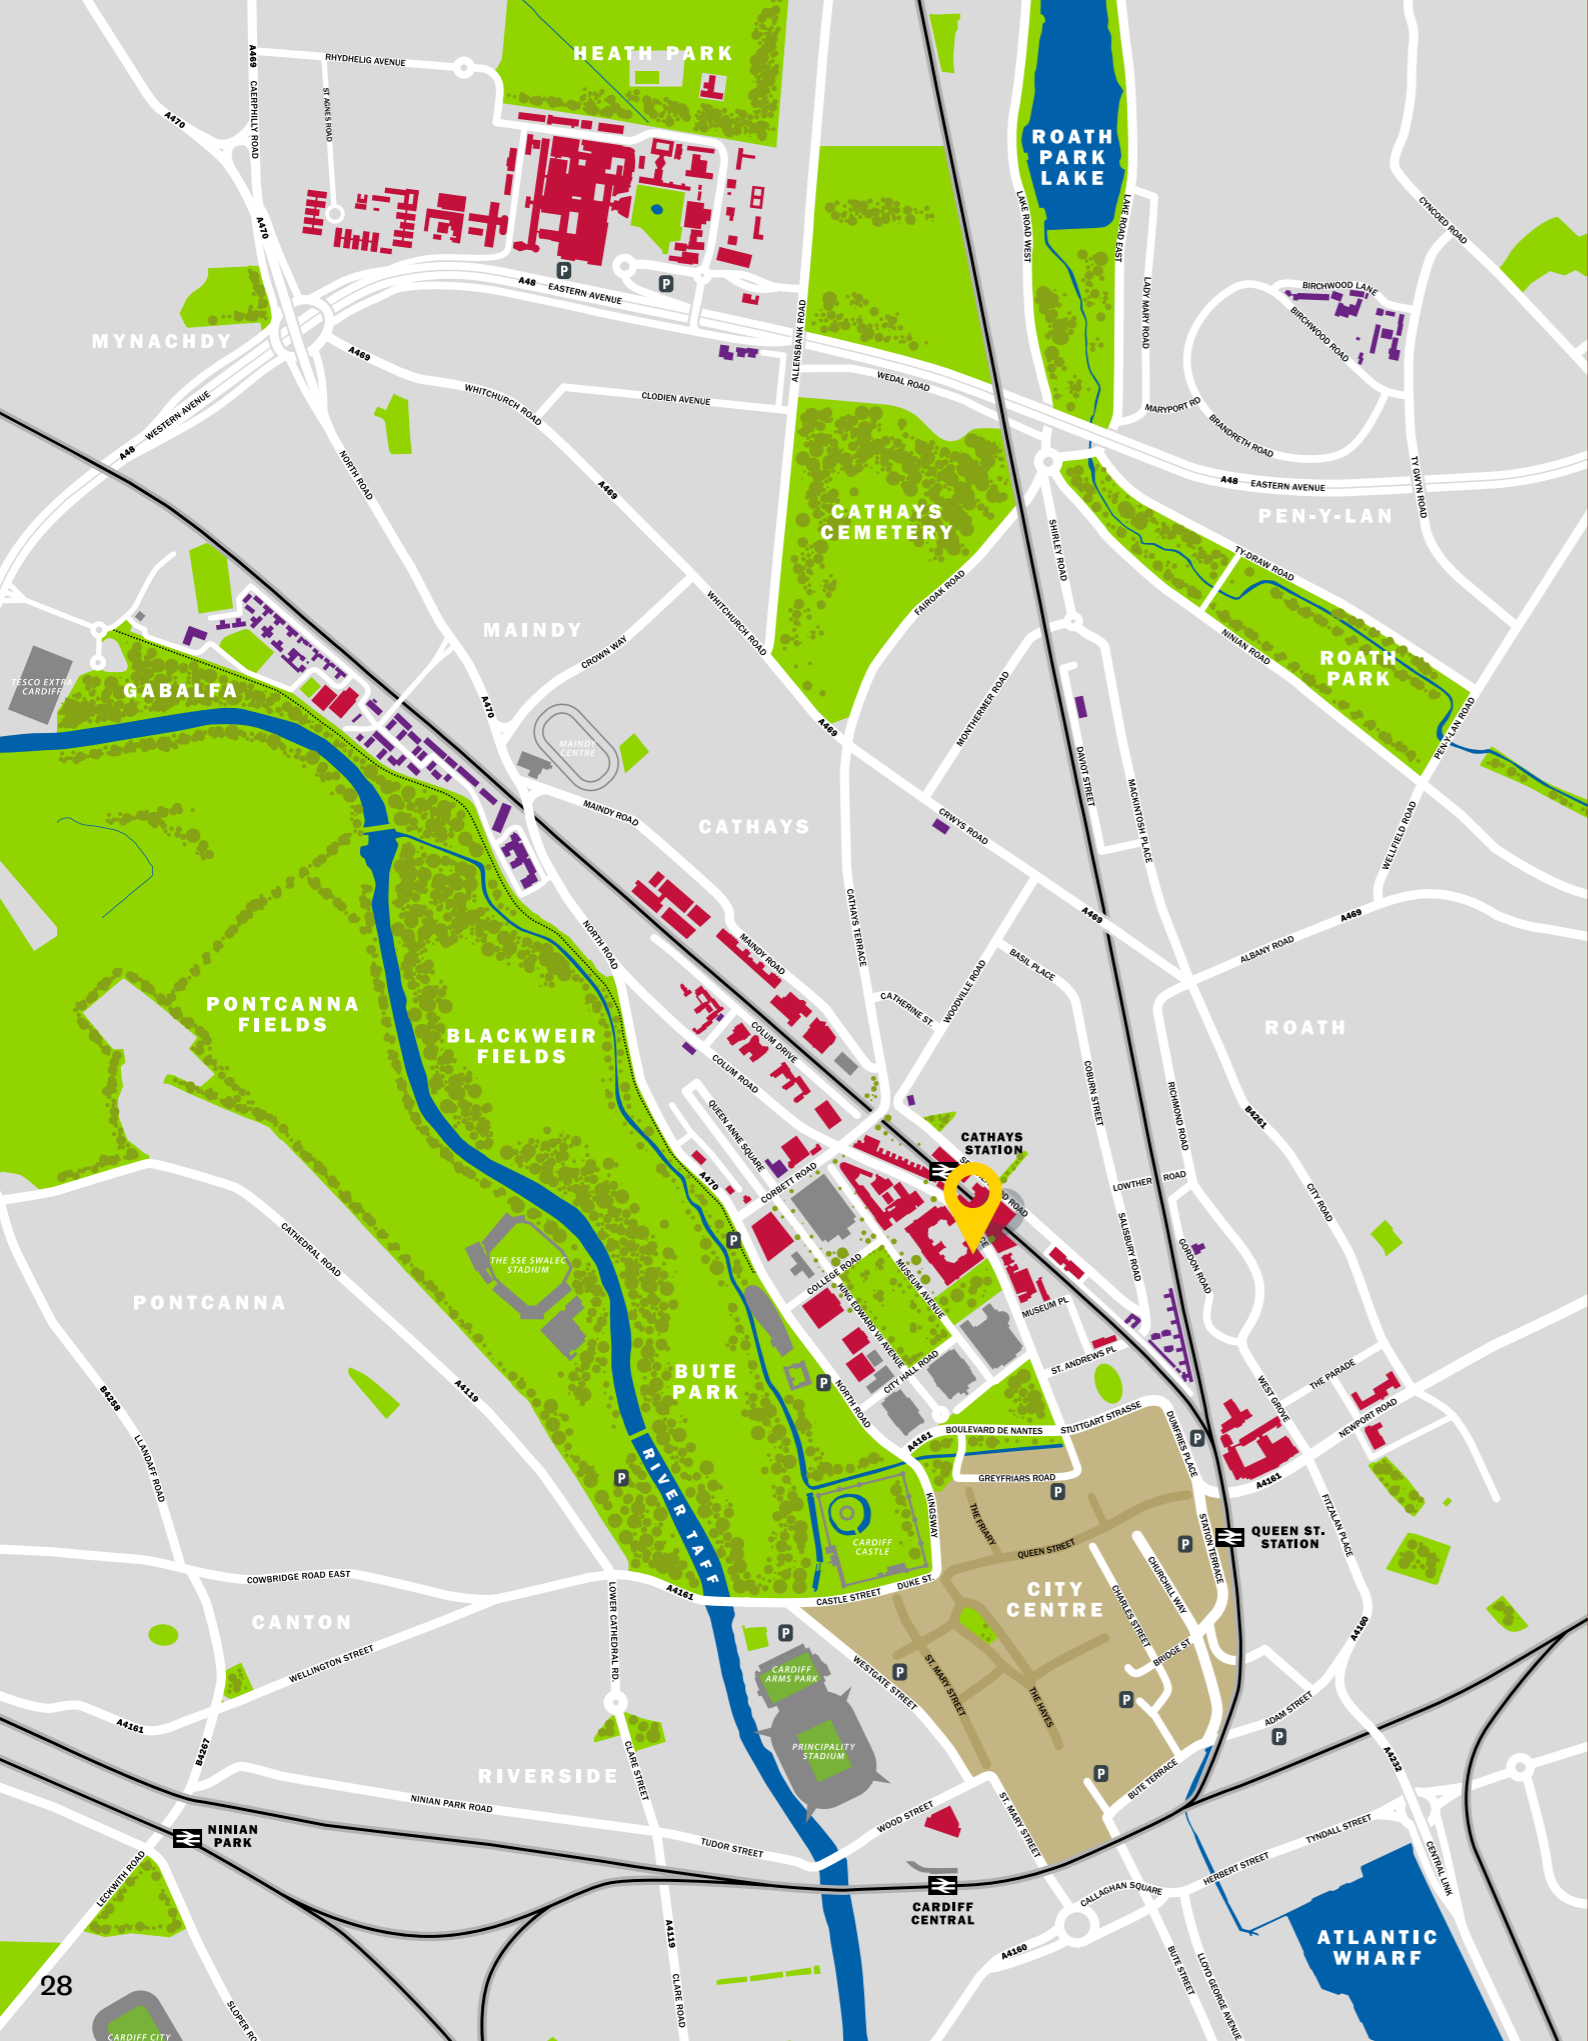 HEATH PARK
A469
RHYDHELIG AVENUE
CAERPHILLY ROAD
ST AGNES ROAD
A470
A470
ROATH
PARK
LAKE
LAKE ROAD WEST
LAKE ROAD EAST
LADY MARY ROAD
CYNCOED ROAD
BIRCHWOOD LANE
BIRCHWOOD ROAD
P
P
A48
EASTERN AVENUE
ALLENSBANK ROAD
MYNACHDY
A469
WHITCHURCH ROAD
CLODIEN AVENUE
WEDAL ROAD
MARYPORT RD
BRANDRETH ROAD
WESTERN AVENUE
A48
NORTH ROAD
A469
CATHAYS
CEMETERY
A48
EASTERN AVENUE
TY GWYN ROAD
PEN-Y-LAN
SHIRLEY ROAD
TY-DRAW ROAD
FAIROAK ROAD
WHITCHURCH ROAD
MAINDY
CROWN WAY
NINIAN ROAD
ROATH
PARK
TESCO EXTRA
CARDIFF
GABALFA
A470
MONTHERMER ROAD
A469
PEN-Y-LAN ROAD
MAINDY
CENTRE
DAVIOT STREET
MACKINTOSH PLACE
MAINDY ROAD
CATHAYS
CRWYS ROAD
WELLFIELD ROAD
A469
A469
CATHAYS TERRACE
NORTH ROAD
MAINDY ROAD
BASIL PLACE
WOODVILLE ROAD
ALBANY ROAD
CATHERINE ST.
PONTCANNA
FIELDS
BLACKWEIR
FIELDS
COLUM DRIVE
COLUM ROAD
ROATH
COBURN STREET
RICHMOND ROAD
B4261
QUEEN ANNE SQUARE
CATHAYS
STATION
A470
CORBETT ROAD
LOWTHER ROAD
CITY ROAD
SALISBURY ROAD
GORDON ROAD
P
CATHEDRAL ROAD
THE SSE SWALEC
STADIUM
COLLEGE ROAD
MUSEUM AVENUE
KING EDWARD VII AVENUE
MUSEUM PL
PONTCANNA
ST. ANDREWS PL
CITY HALL ROAD
BUTE
PARK
P
NORTH ROAD
THE PARADE
WEST GROVE
NEWPORT ROAD
B4258
A4119
LLANDAFF ROAD
A4161
BOULEVARD DE NANTES
STUTTGART STRASSE
DUMFRIES PLACE
P
A4161
P
GREYFRIARS ROAD
P
RIVER TAFF
KINGSWAY
THE FRIARY
CARDIFF
CASTLE
QUEEN STREET
STATION TERRACE
P
QUEEN ST.
STATION
FITZALAN PLACE
CHURCHILL WAY
CHARLES STREET
CITY
CENTRE
COWBRIDGE ROAD EAST
CANTON
A4161
CASTLE STREET
DUKE ST.
LOWER CATHEDRAL RD.
WELLINGTON STREET
P
CARDIFF
ARMS PARK
WESTGATE STREET
P
ST. MARY STREET
THE HAYES
BRIDGE ST
P
A4160
ADAM STREET
P
A4161
B4267
CLARE STREET
PRINCIPALITY
STADIUM
P
BUTE TERRACE
A4232
RIVERSIDE
NINIAN PARK ROAD
WOOD STREET
ST. MARY STREET
TUDOR STREET
NINIAN
PARK
LECKWITH ROAD
TYNDALL STREET
HERBERT STREET
CENTRAL LINK
CALLAGHAN SQUARE
CARDIFF
CENTRAL
A4119
A4160
ATLANTIC
WHARF
BUTE STREET
LLOYD GEORGE AVENUE
CLARE ROAD
28
SLOPER RO
CARDIFF CITY